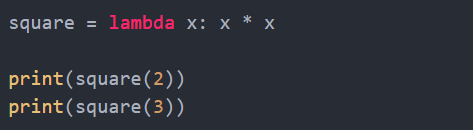 square = lambda x: x * x
print(square(2))
print(square(3))